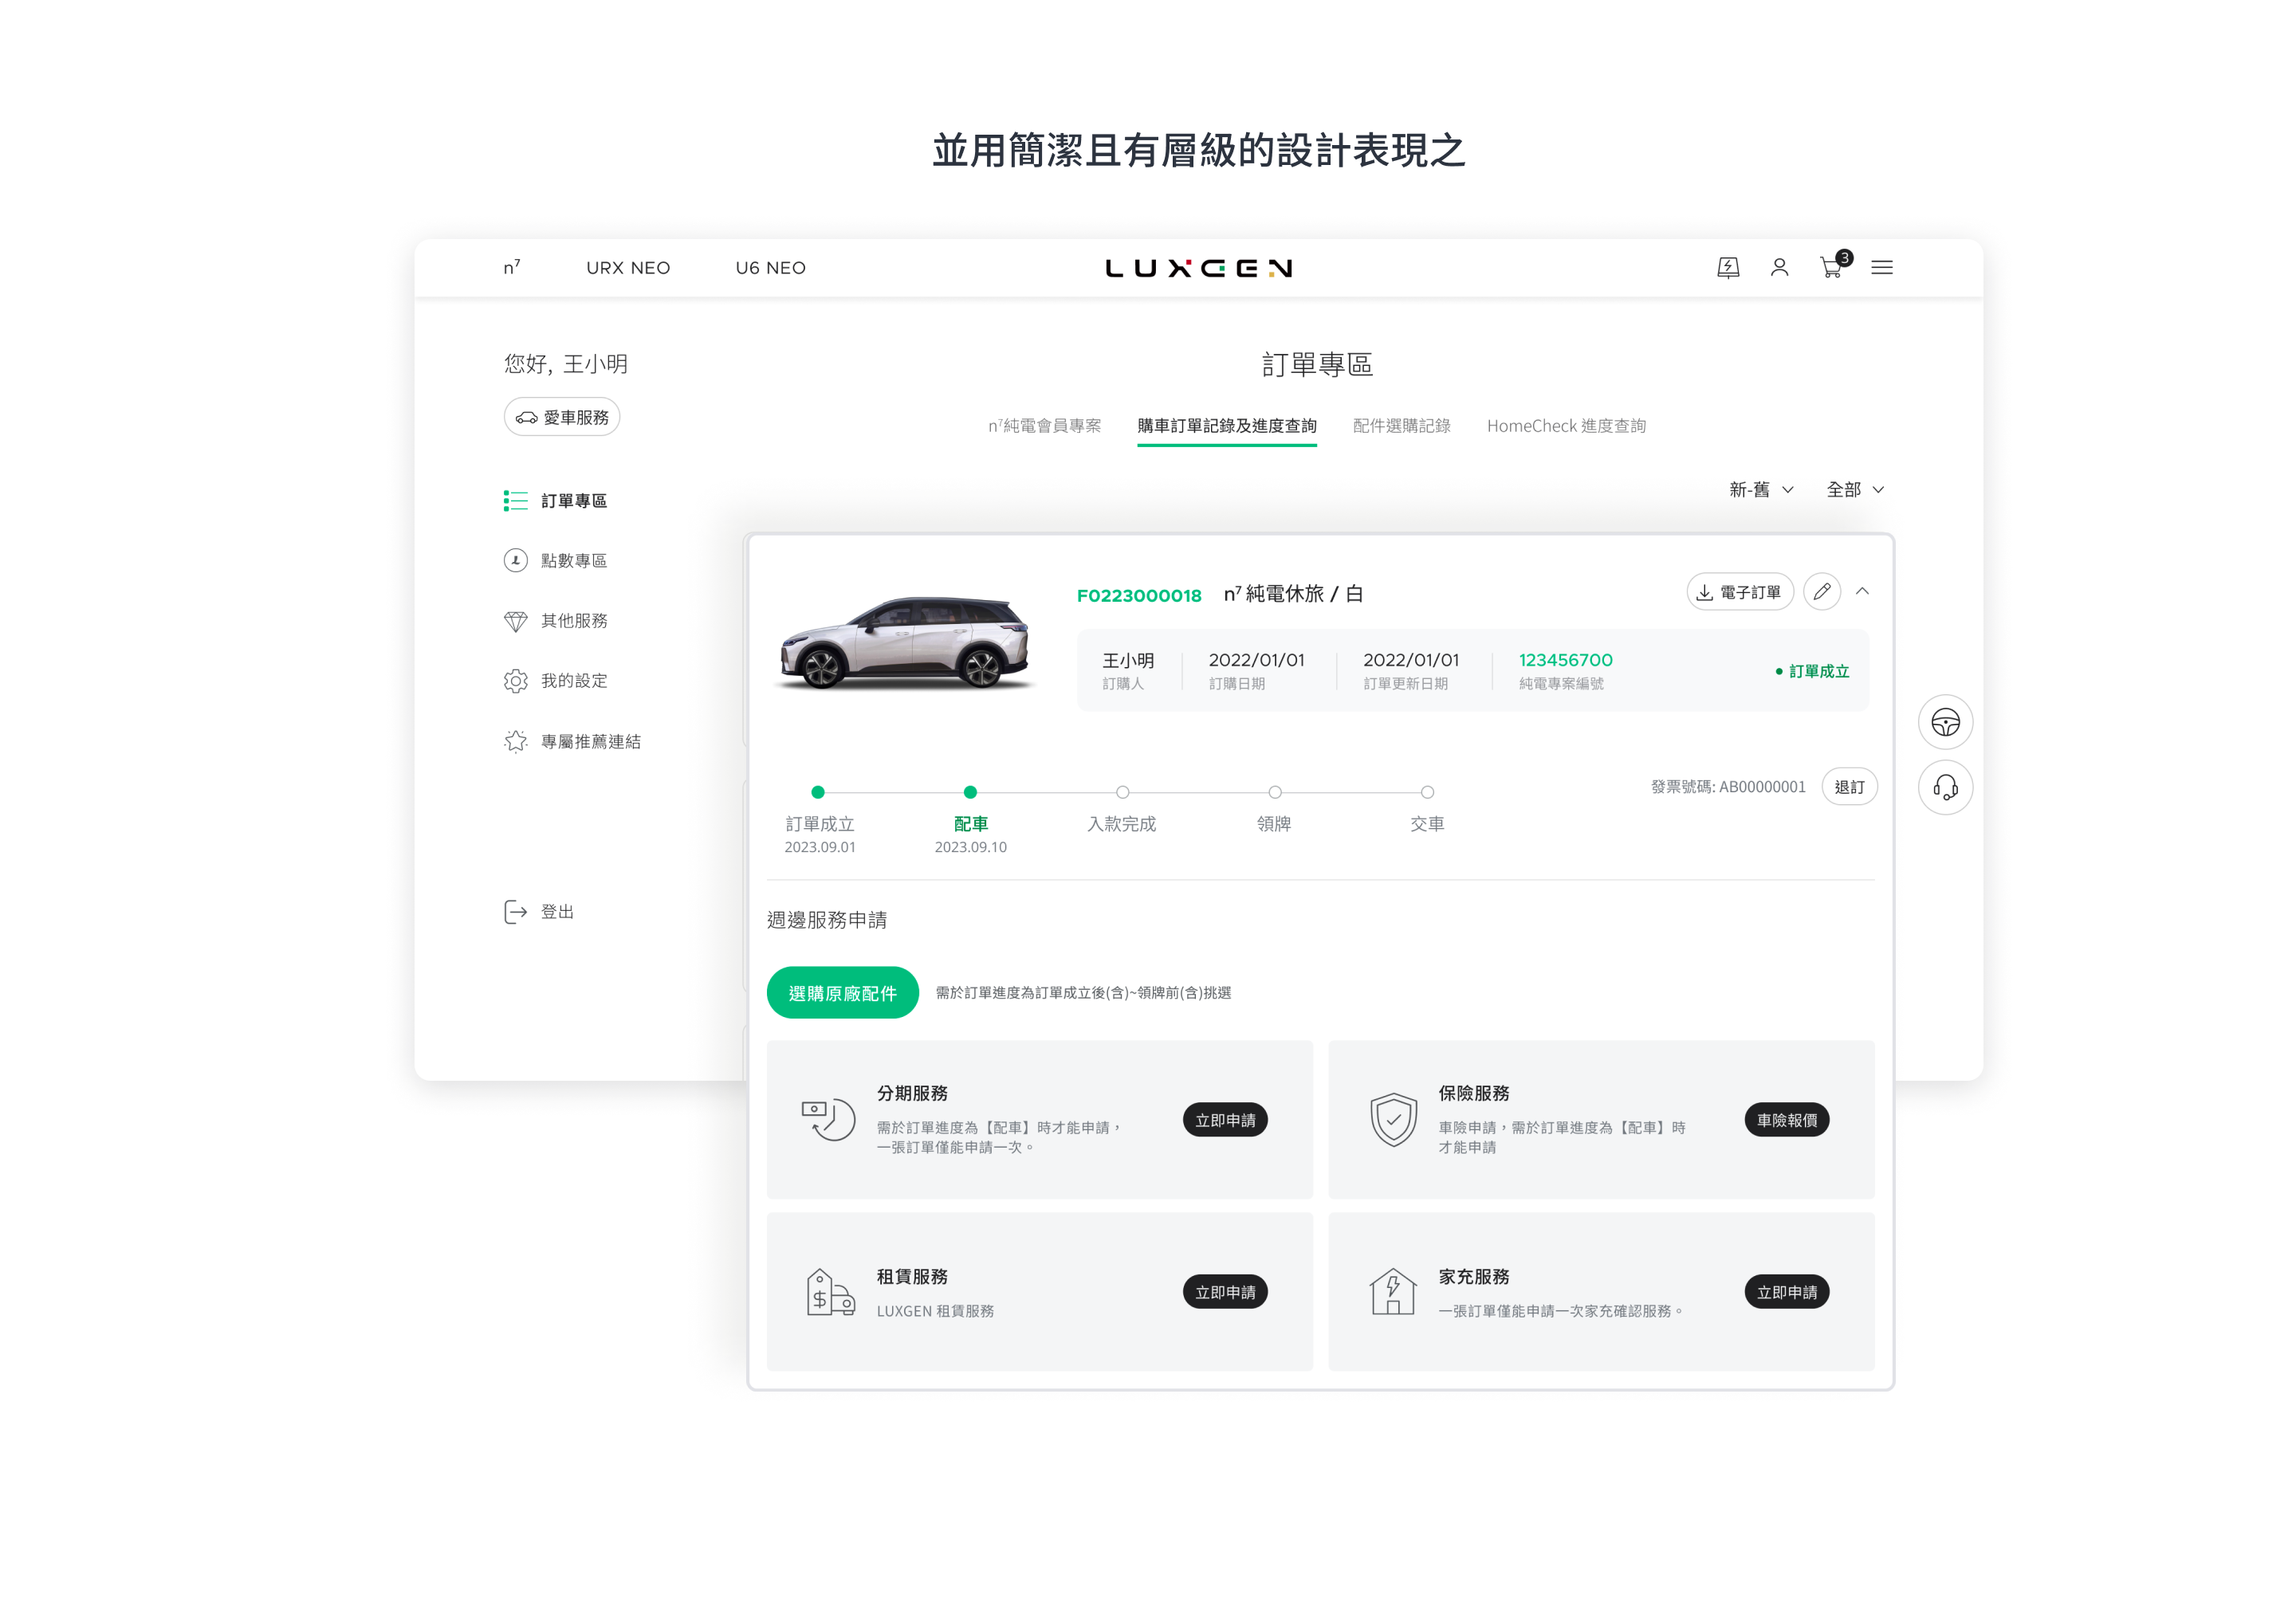 並用簡潔且有層級的設計表現之
n⁷
URX NEO
U6 NEO
LUXGEN
3
您好, 王小明
愛車服務
訂單專區
點數專區
其他服務
我的設定
專屬推薦連結
登出
訂單專區
n⁷純電會員專案
購車訂單記錄及進度查詢
配件選購記錄
HomeCheck 進度查詢
新-舊
全部
F0223000018
n⁷ 純電休旅 / 白
電子訂單
王小明
訂購人
2022/01/01
訂購日期
2022/01/01
訂單更新日期
123456700
純電專案編號
訂單成立
訂單成立
2023.09.01
配車
2023.09.10
入款完成
領牌
交車
發票號碼: AB00000001
退訂
週邊服務申請
選購原廠配件
需於訂單進度為訂單成立後(含)~領牌前(含)挑選
分期服務
需於訂單進度為【配車】時才能申請，
一張訂單僅能申請一次。
立即申請
保險服務
車險申請，需於訂單進度為【配車】時
才能申請
車險報價
租賃服務
LUXGEN 租賃服務
立即申請
家充服務
一張訂單僅能申請一次家充確認服務。
立即申請